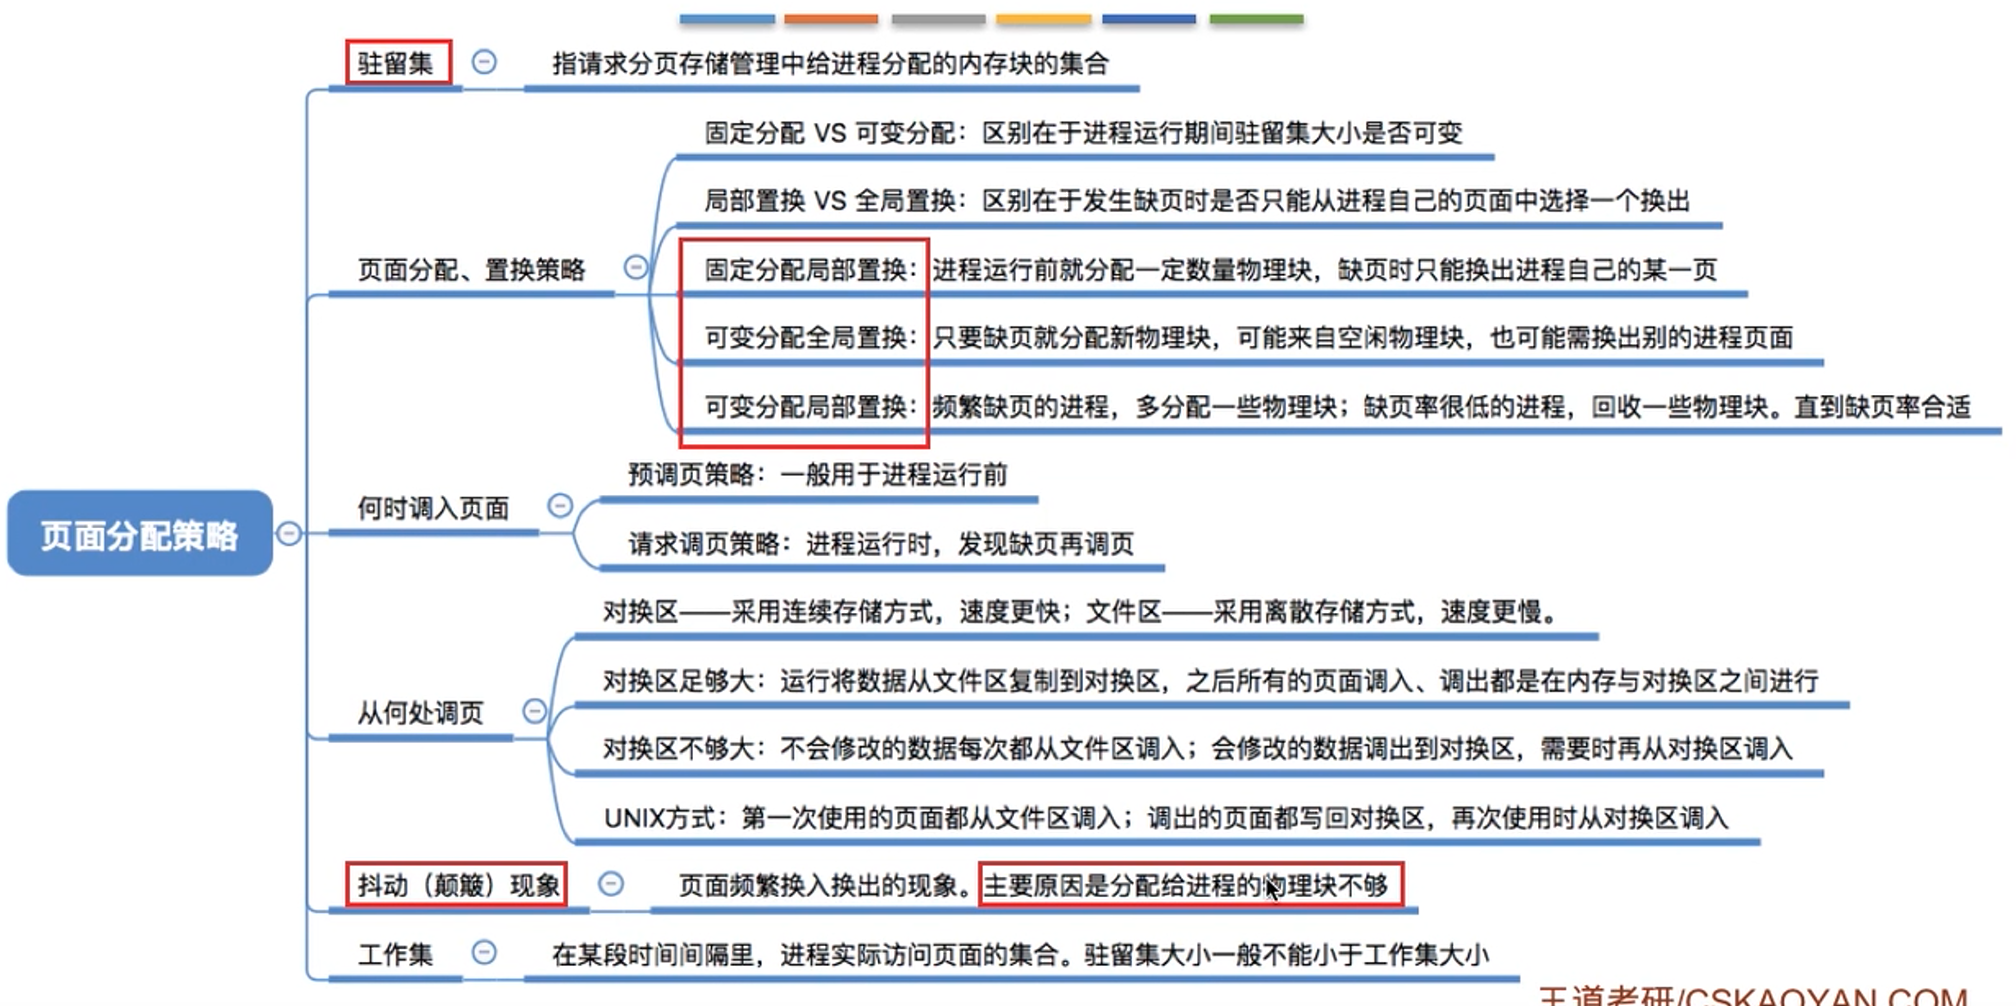 驻留集
指请求分页存储管理中给进程分配的内存块的集合
固定分配 VS 可变分配：区别在于进程运行期间驻留集大小是否可变
局部置换 VS 全局置换：区别在于发生缺页时是否只能从进程自己的页面中选择一个换出
页面分配、置换策略
固定分配局部置换：进程运行前就分配一定数量物理块，缺页时只能换出进程自己的某一页
可变分配全局置换：只要缺页就分配新物理块，可能来自空闲物理块，也可能需换出别的进程页面
可变分配局部置换：频繁缺页的进程，多分配一些物理块；缺页率很低的进程，回收一些物理块。直到缺页率合适
页面分配策略
何时调入页面
预调页策略：一般用于进程运行前
请求调页策略：进程运行时，发现缺页再调页
从何处调页
对换区——采用连续存储方式，速度更快；文件区——采用离散存储方式，速度更慢。
对换区足够大：运行将数据从文件区复制到对换区，之后所有的页面调入、调出都是在内存与对换区之间进行
对换区不够大：不会修改的数据每次都从文件区调入；会修改的数据调出到对换区，需要时再从对换区调入
UNIX方式：第一次使用的页面都从文件区调入；调出的页面都写回对换区，再次使用时从对换区调入
抖动（颠簸）现象
页面频繁换入换出的现象。主要原因是分配给进程的物理块不够
工作集
在某段时间间隔里，进程实际访问页面的集合。驻留集大小一般不能小于工作集大小
王道考研/CSKAOYAN.COM